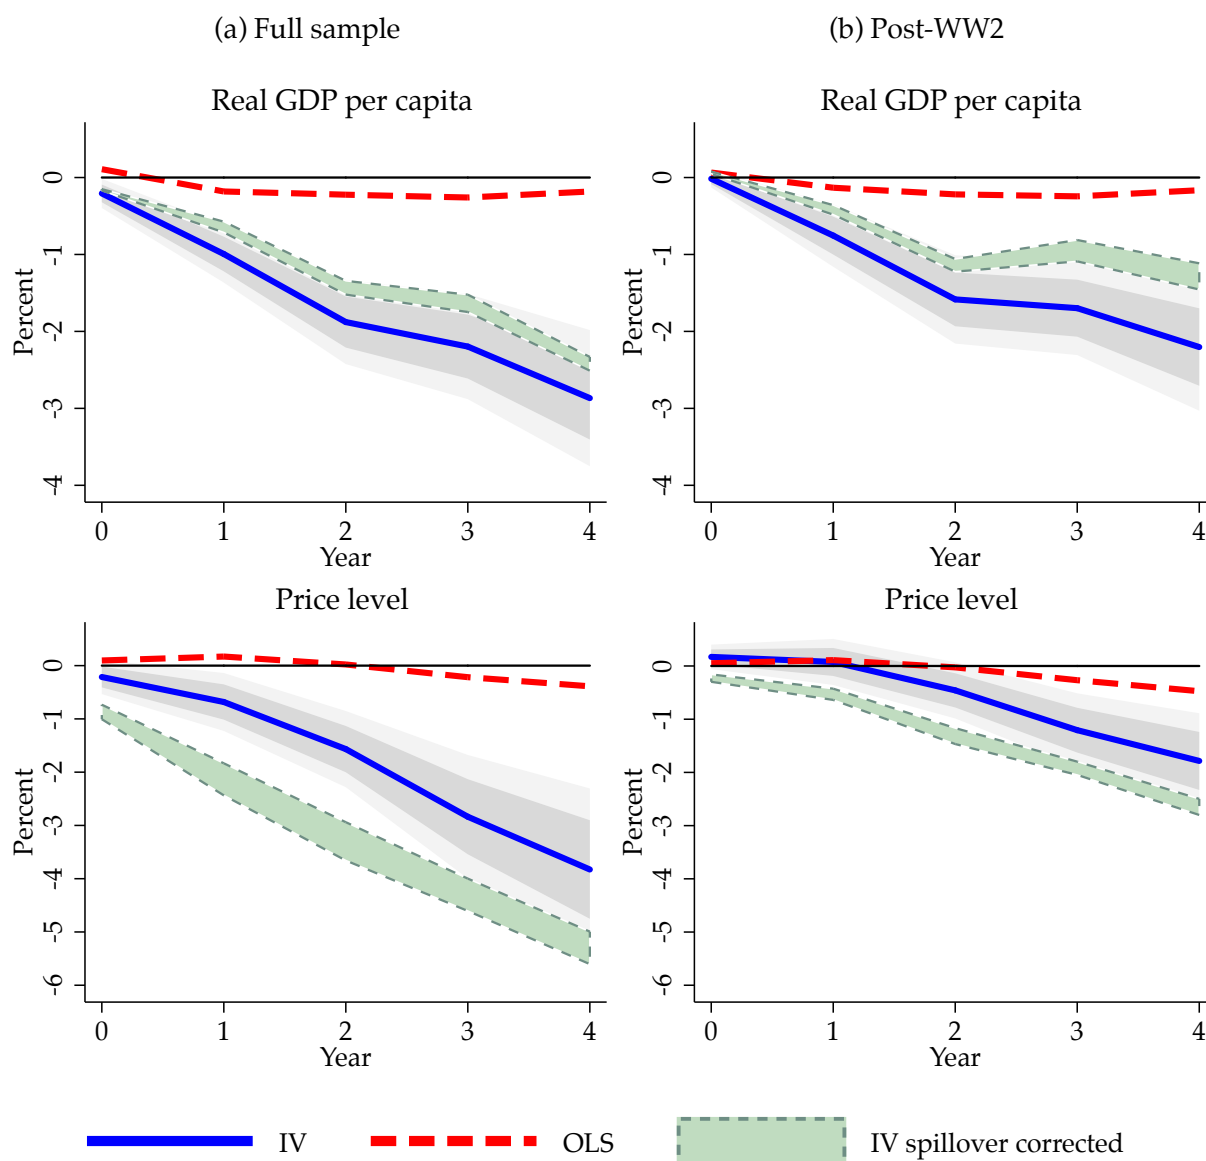 (a) Full sample
(b) Post-WW2
Real GDP per capita
Percent
0
-1
-2
-3
-4
0 1 2 3 4
Year
Real GDP per capita
Percent
0
-1
-2
-3
-4
0 1 2 3 4
Year
Price level
Percent
0
-1
-2
-3
-4
-5
-6
0 1 2 3 4
Year
Price level
Percent
0
-1
-2
-3
-4
-5
-6
0 1 2 3 4
Year
IV OLS IV spillover corrected